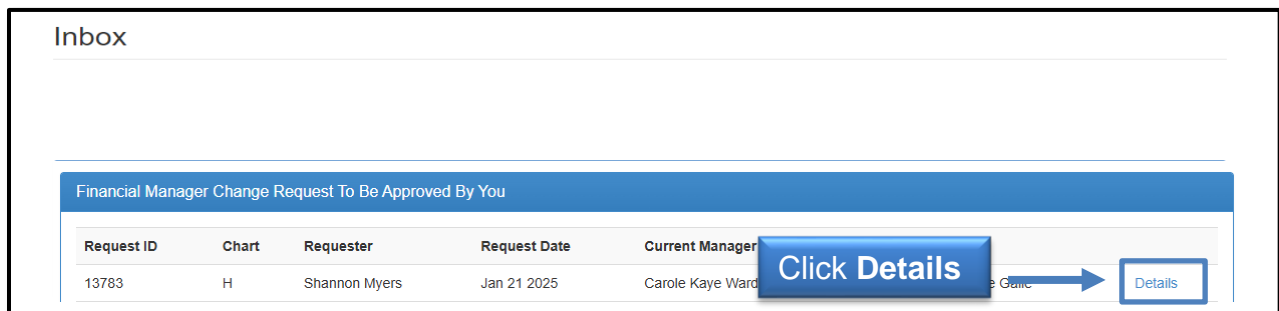 Inbox
Financial Manager Change Request To Be Approved By You
Request ID Chart Requester Request Date Current Manager
13783 H Shannon Myers Jan 21 2025 Carole Kaye Ward Details
Click Details